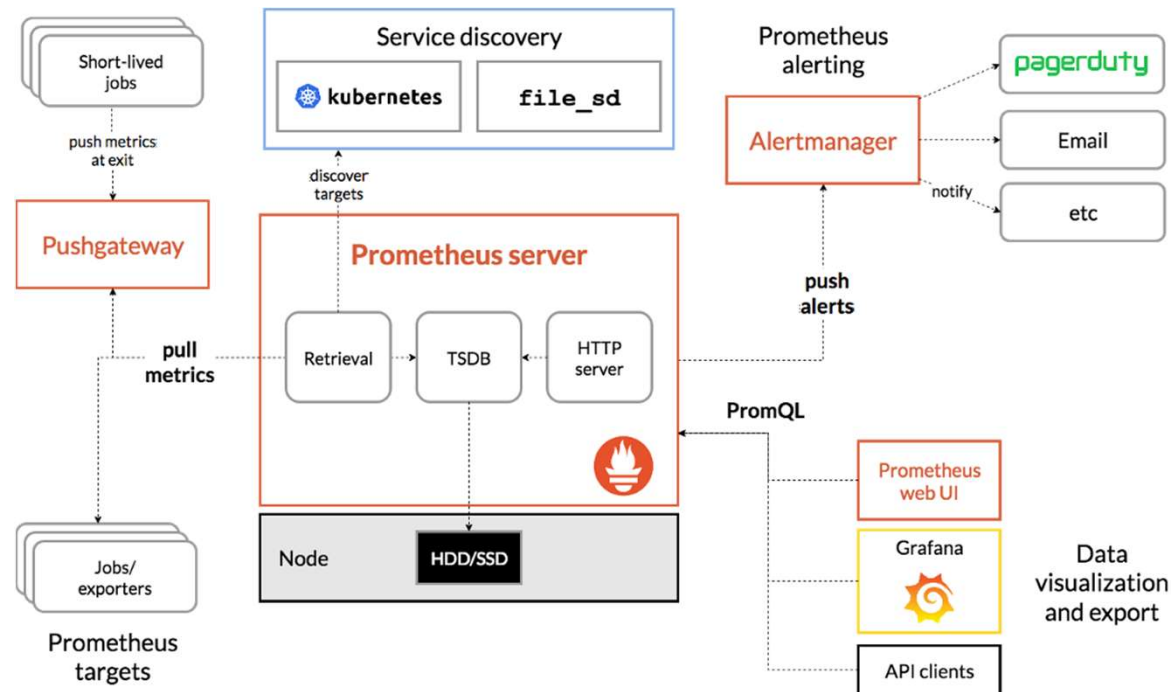 Short-lived
jobs
push metrics
at exit
Pushgateway
Service discovery
kubernetes
file_sd
discover
targets
Prometheus
alerting
Alertmanager
pagerduty
Email
notify
etc
Prometheus server
Retrieval
TSDB
HTTP
server
pull
metrics
push
alerts
PromQL
Node
HDD/SSD
Jobs/
exporters
Prometheus
targets
Prometheus
web UI
Grafana
API clients
Data
visualization
and export